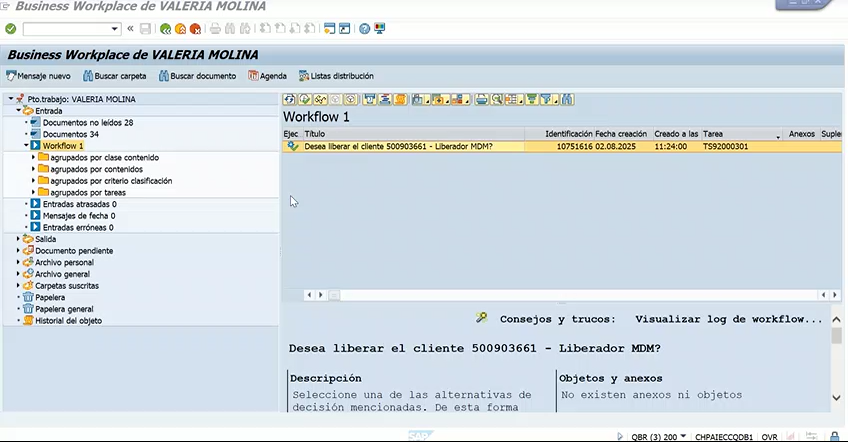 Business Workplace de VALERIA MOLINA
Business Workplace de VALERIA MOLINA
Mensaje nuevo Buscar carpeta Buscar documento Agenda Listas distribución
Pto.trabajo: VALERIA MOLINA
Entrada
Documentos no leídos 28
Documentos 34
Workflow 1
agrupados por clase contenido
agrupados por contenidos
agrupados por criterio clasificación
agrupados por tareas
Entradas atrasadas 0
Mensajes de fecha 0
Entradas erróneas 0
Salida
Documento pendiente
Archivo personal
Archivo general
Carpetas suscritas
Papelera
Papelera general
Historial del objeto
Workflow 1
Ejec Título Identificación Fecha creación Creado a las Tarea Anexos Suple
Desea liberar el cliente 500903661 - Liberador MDM? 10751616 02.08.2025 11:24:00 TS92000301
Consejos y trucos: Visualizar log de workflow...
Desea liberar el cliente 500903661 - Liberador MDM?
Descripción
Seleccione una de las alternativas de
decisión mencionadas. De esta forma
Objetos y anexos
No existen anexos ni objetos
SAP
QBR (3) 200 CHPAIECCQDB1 OVR